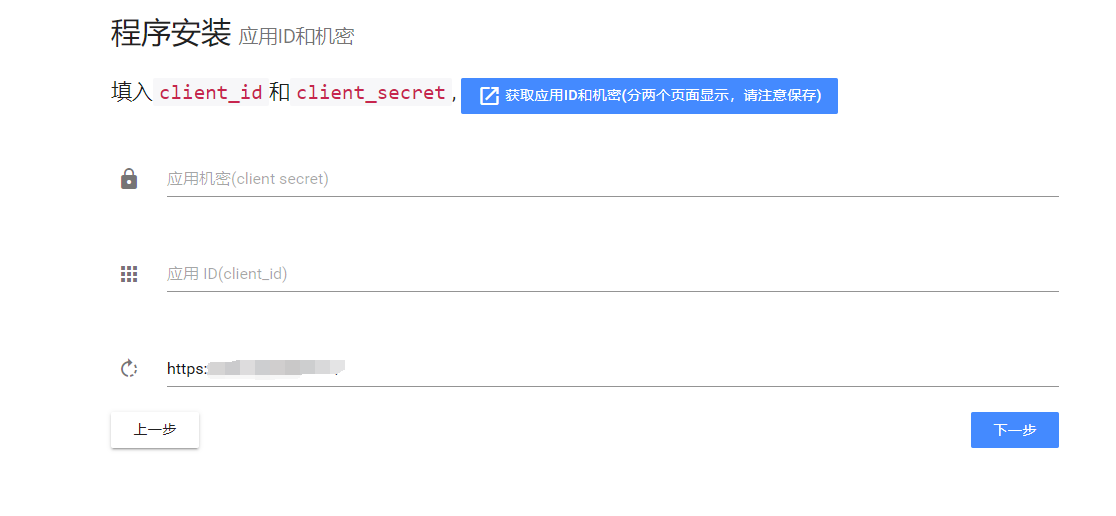 程序安装 应用ID和机密
填入 client_id 和 client_secret , 获取应用ID和机密(分两个页面显示，请注意保存)
应用机密(client secret)
应用 ID(client_id)
https:
上一步 下一步